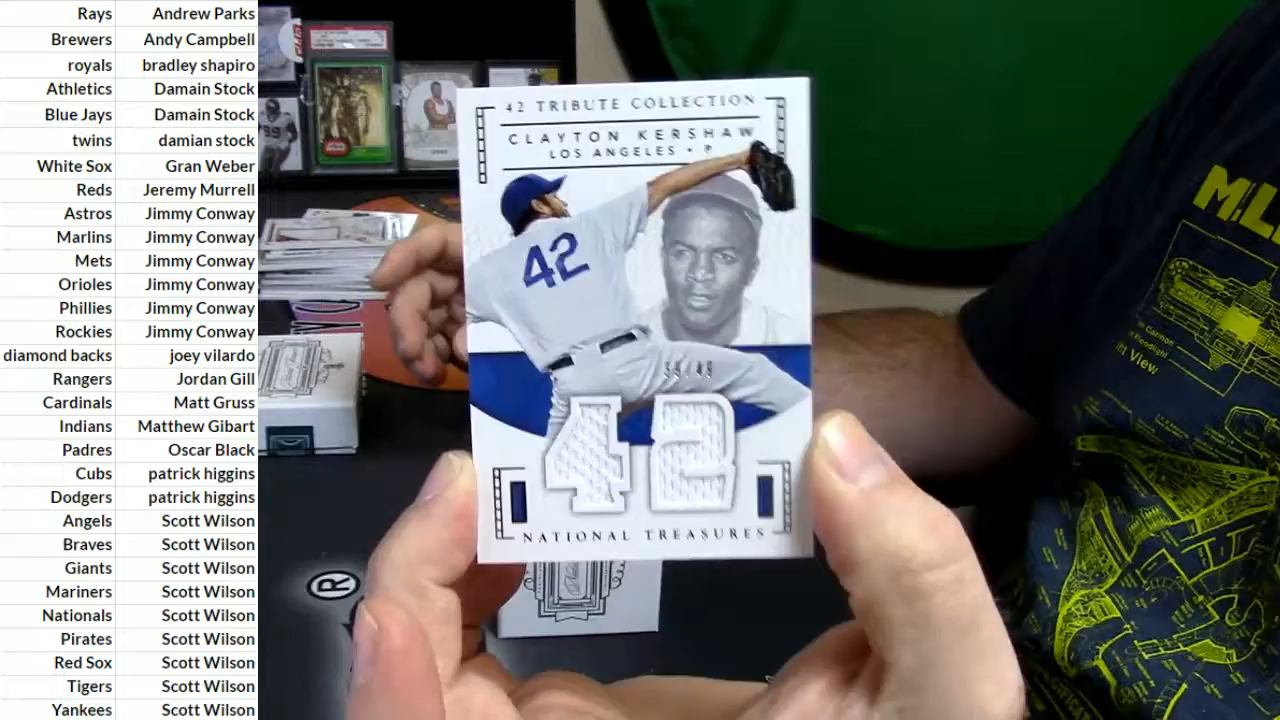 Rays Andrew Parks
Brewers Andy Campbell
royals bradley shapiro
Athletics Damain Stock
Blue Jays Damain Stock
twins damian stock
White Sox Gran Weber
Reds Jeremy Murrell
Astros Jimmy Conway
Marlins Jimmy Conway
Mets Jimmy Conway
Orioles Jimmy Conway
Phillies Jimmy Conway
Rockies Jimmy Conway
diamond backs joey vilardo
Rangers Jordan Gill
Cardinals Matt Gruss
Indians Matthew Gibart
Padres Oscar Black
Cubs patrick higgins
Dodgers patrick higgins
Angels Scott Wilson
Braves Scott Wilson
Giants Scott Wilson
Mariners Scott Wilson
Nationals Scott Wilson
Pirates Scott Wilson
Red Sox Scott Wilson
Tigers Scott Wilson
Yankees Scott Wilson
42 TRIBUTE COLLECTION
CLAYTON KERSHAW
LOS ANGELES • P
42
42
NATIONAL TREASURES
®
View